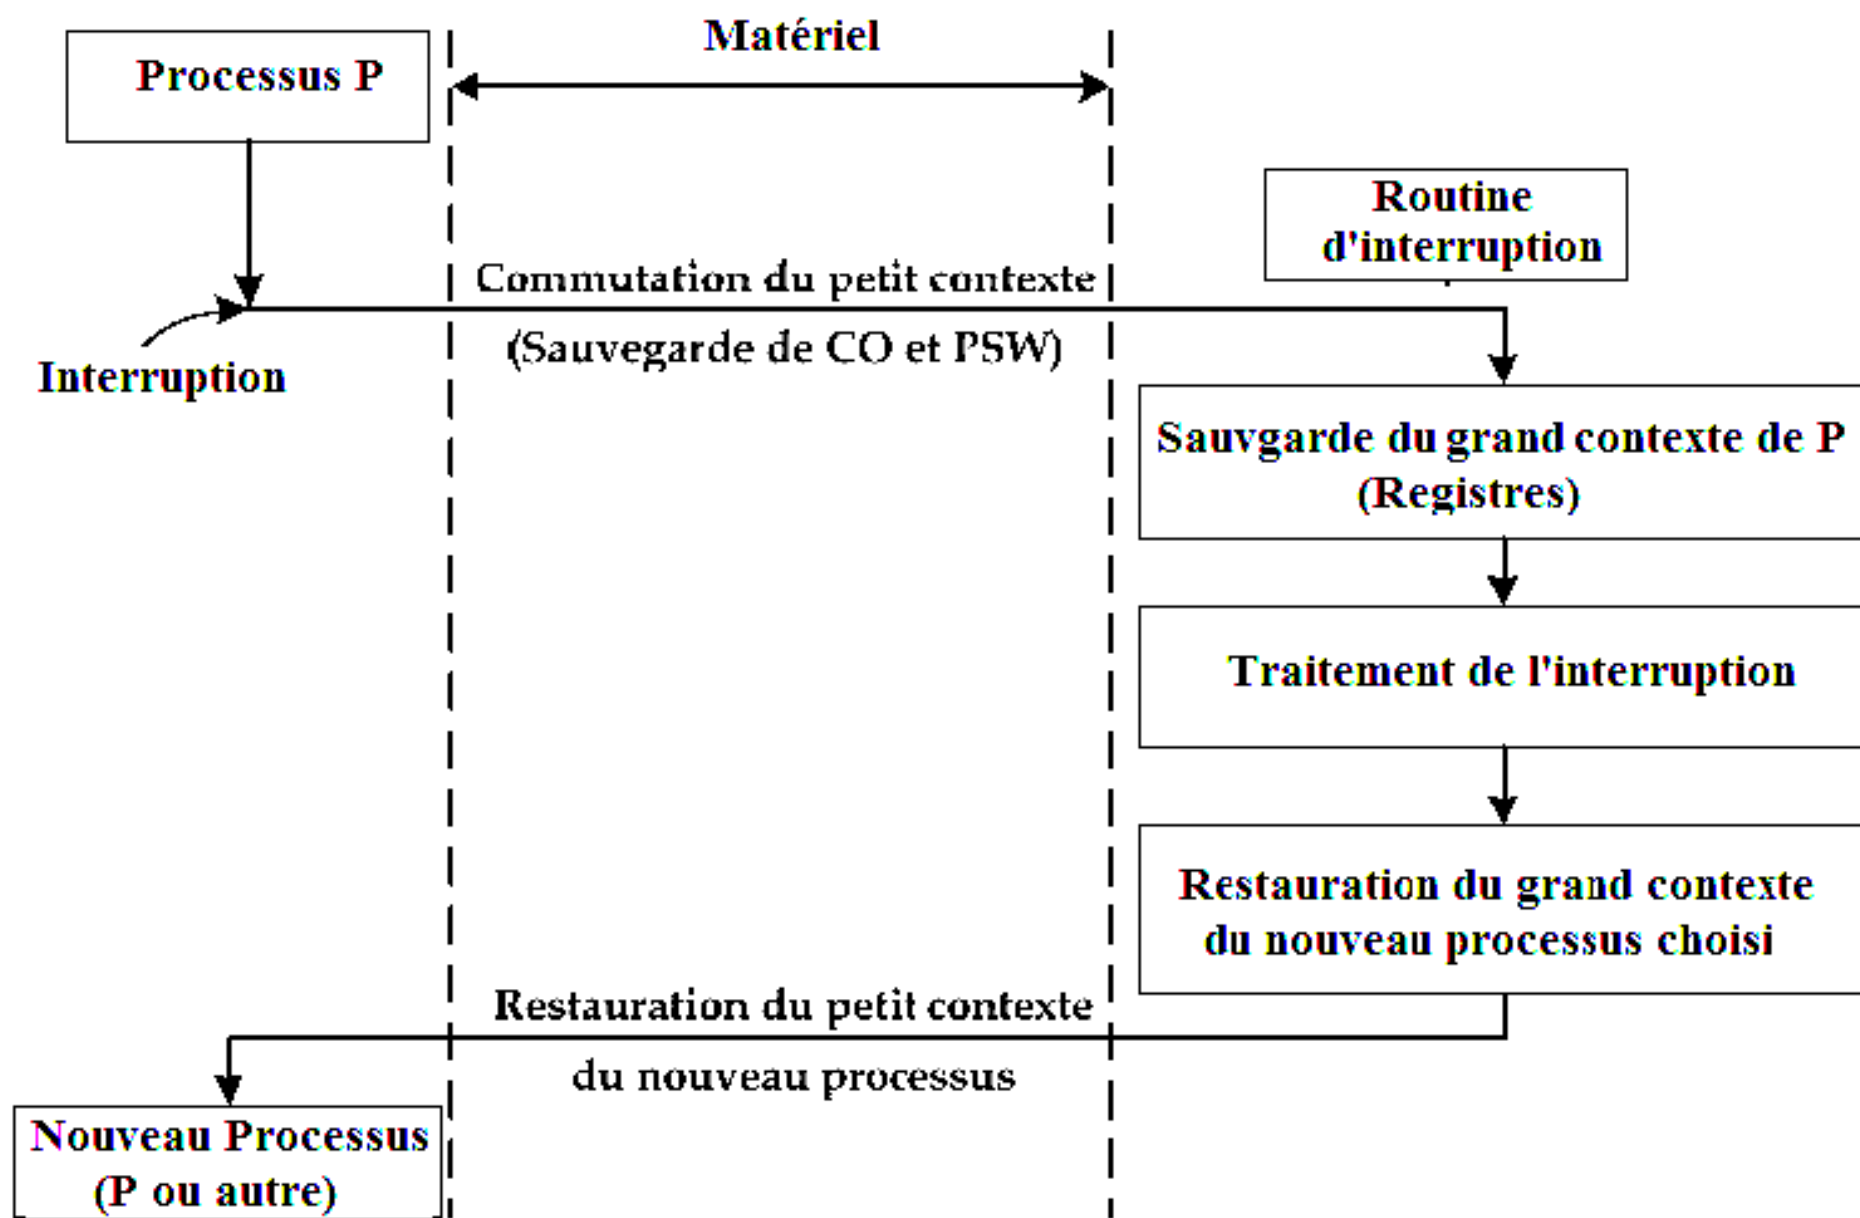 Matériel
Processus P
Routine
d'interruption
Commutation du petit contexte
(Sauvegarde de CO et PSW)
Interruption
Sauvgarde du grand contexte de P
(Registres)
Traitement de l'interruption
Restauration du grand contexte
du nouveau processus choisi
Restauration du petit contexte
du nouveau processus
Nouveau Processus
(P ou autre)